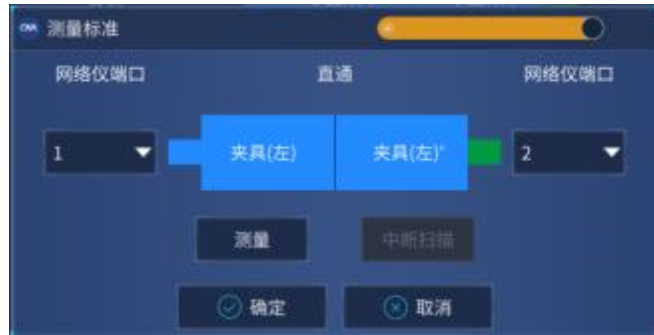 测量标准
网络仪端口 直通 网络仪端口
1 夹具(左) 夹具(左)' 2
测量 中断扫描
确定 取消